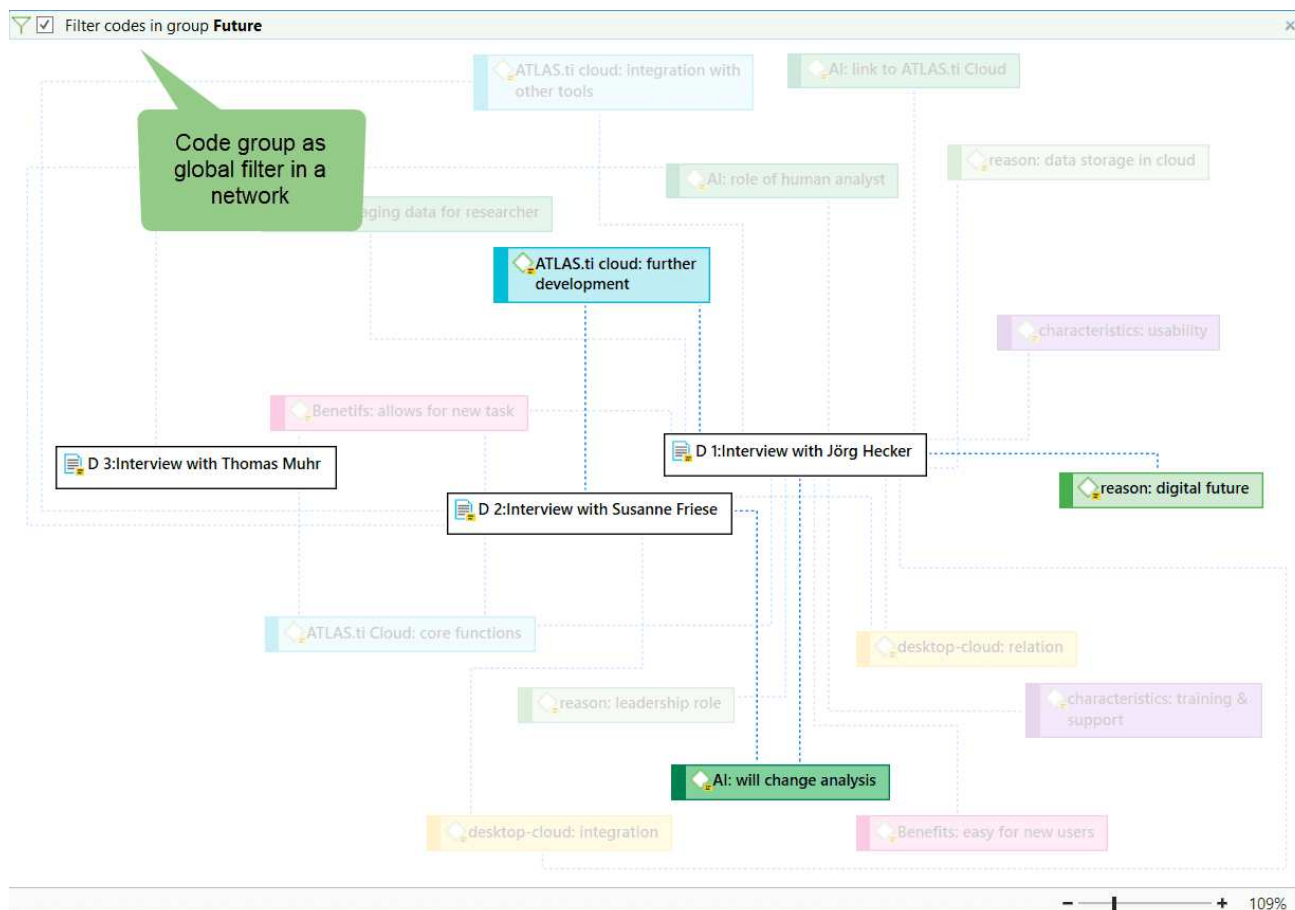 Filter codes in group Future
ATLAS.ti cloud: integration with
other tools
AI: link to ATLAS.ti Cloud
Code group as
global filter in a
network
reason: data storage in cloud
AI: role of human analyst
aging data for researcher
ATLAS.ti cloud: further
development
characteristics: usability
Benetifs: allows for new task
D 1:Interview with Jörg Hecker
D 3:Interview with Thomas Muhr
reason: digital future
D 2:Interview with Susanne Friese
ATLAS.ti Cloud: core functions
desktop-cloud: relation
reason: leadership role
characteristics: training &
support
AI: will change analysis
desktop-cloud: integration
Benefits: easy for new users
109%